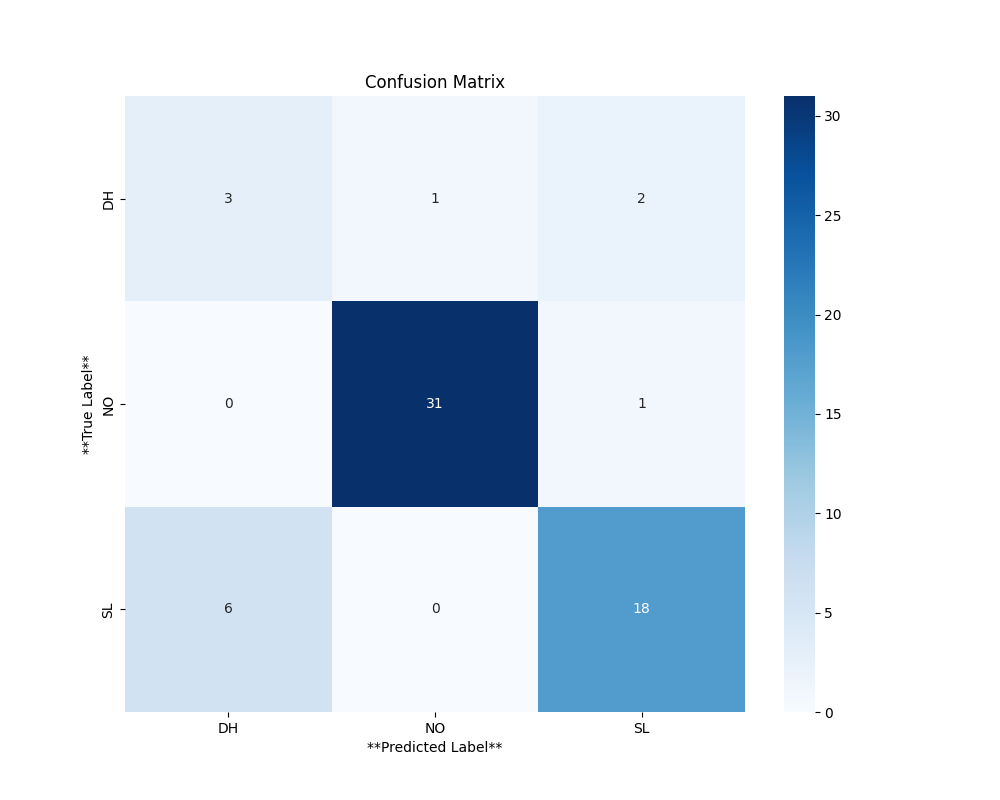 Confusion Matrix
**True Label**
DH
3
1
2
NO
0
31
1
SL
6
0
18
DH
NO
SL
**Predicted Label**
30
25
20
15
10
5
0